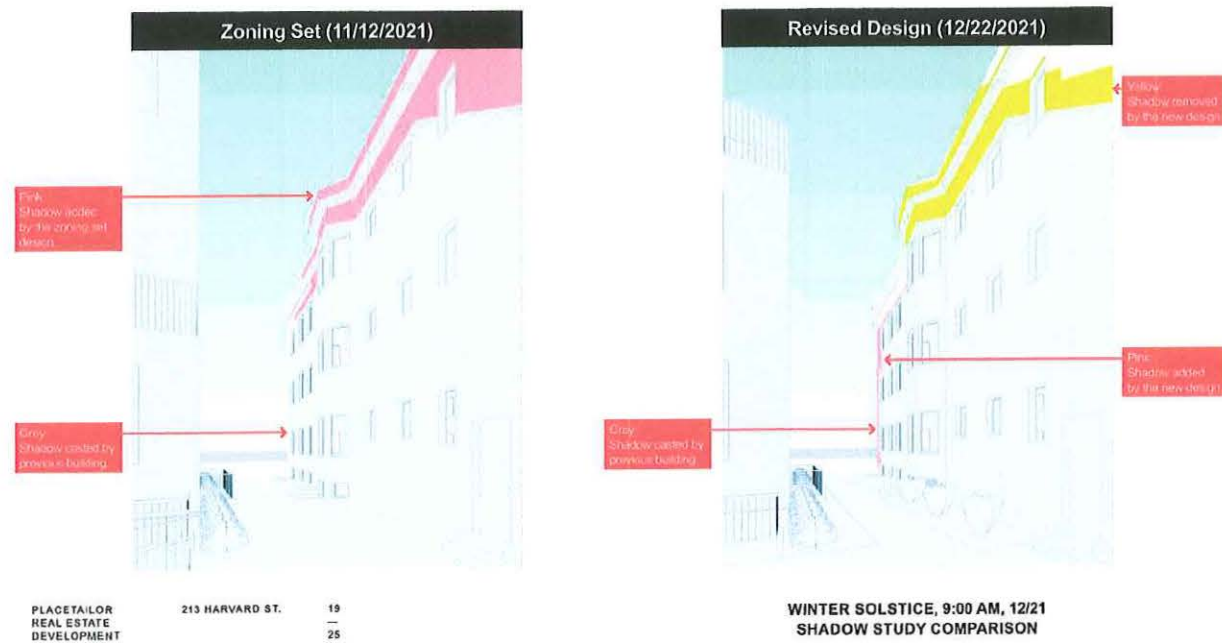 Zoning Set (11/12/2021)
Pink
Shadow added
by the zoning set
design
Grey
Shadow casted by
previous building
Revised Design (12/22/2021)
Yellow
Shadow removed
by the new design
Pink
Shadow added
by the new design
Grey
Shadow casted by
previous building
PLACETAILOR
REAL ESTATE
DEVELOPMENT
213 HARVARD ST.
19
—
25
WINTER SOLSTICE, 9:00 AM, 12/21
SHADOW STUDY COMPARISON